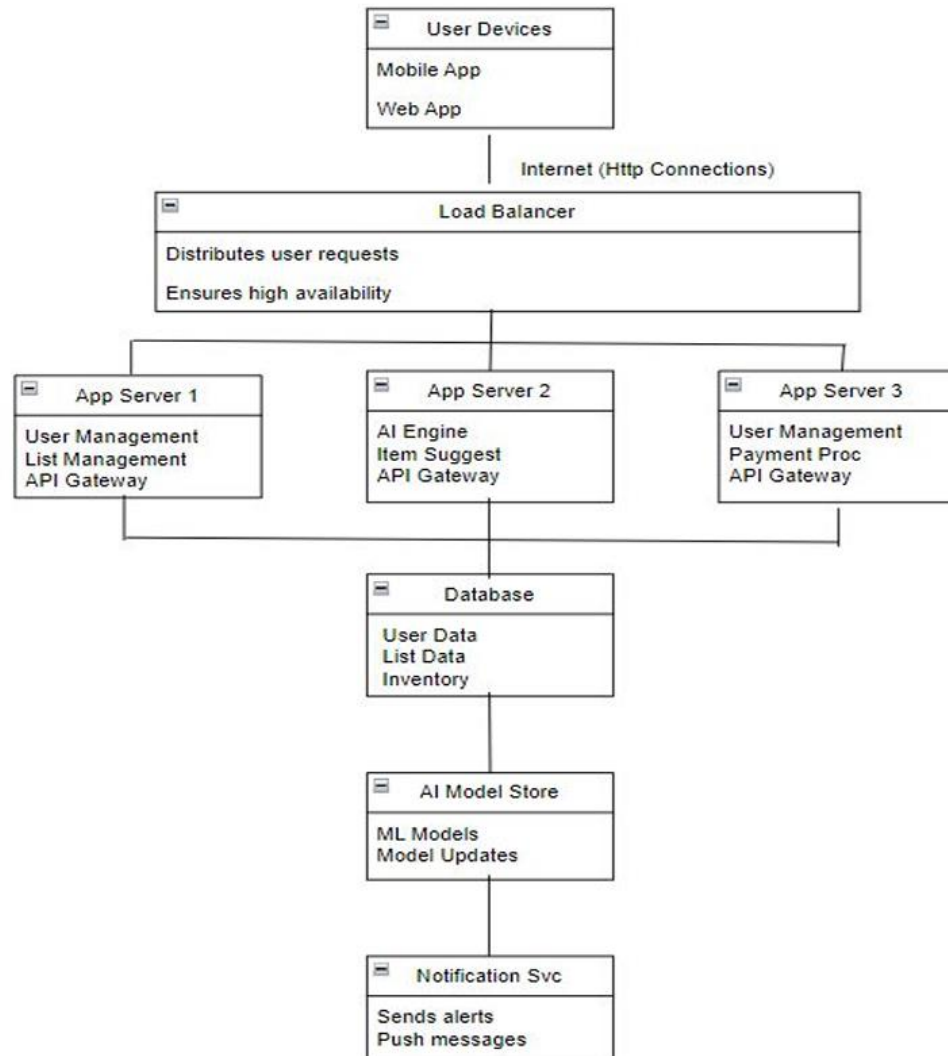 User Devices
Mobile App
Web App
Internet (Http Connections)
Load Balancer
Distributes user requests
Ensures high availability
App Server 1
User Management
List Management
API Gateway
App Server 2
AI Engine
Item Suggest
API Gateway
App Server 3
User Management
Payment Proc
API Gateway
Database
User Data
List Data
Inventory
AI Model Store
ML Models
Model Updates
Notification Svc
Sends alerts
Push messages